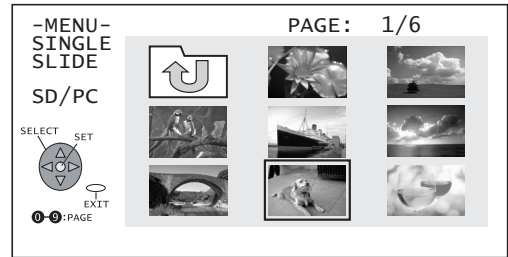 -MENU-
PAGE: 1/6
SINGLE
SLIDE
SD/PC
SELECT
SET
EXIT
0-9:PAGE